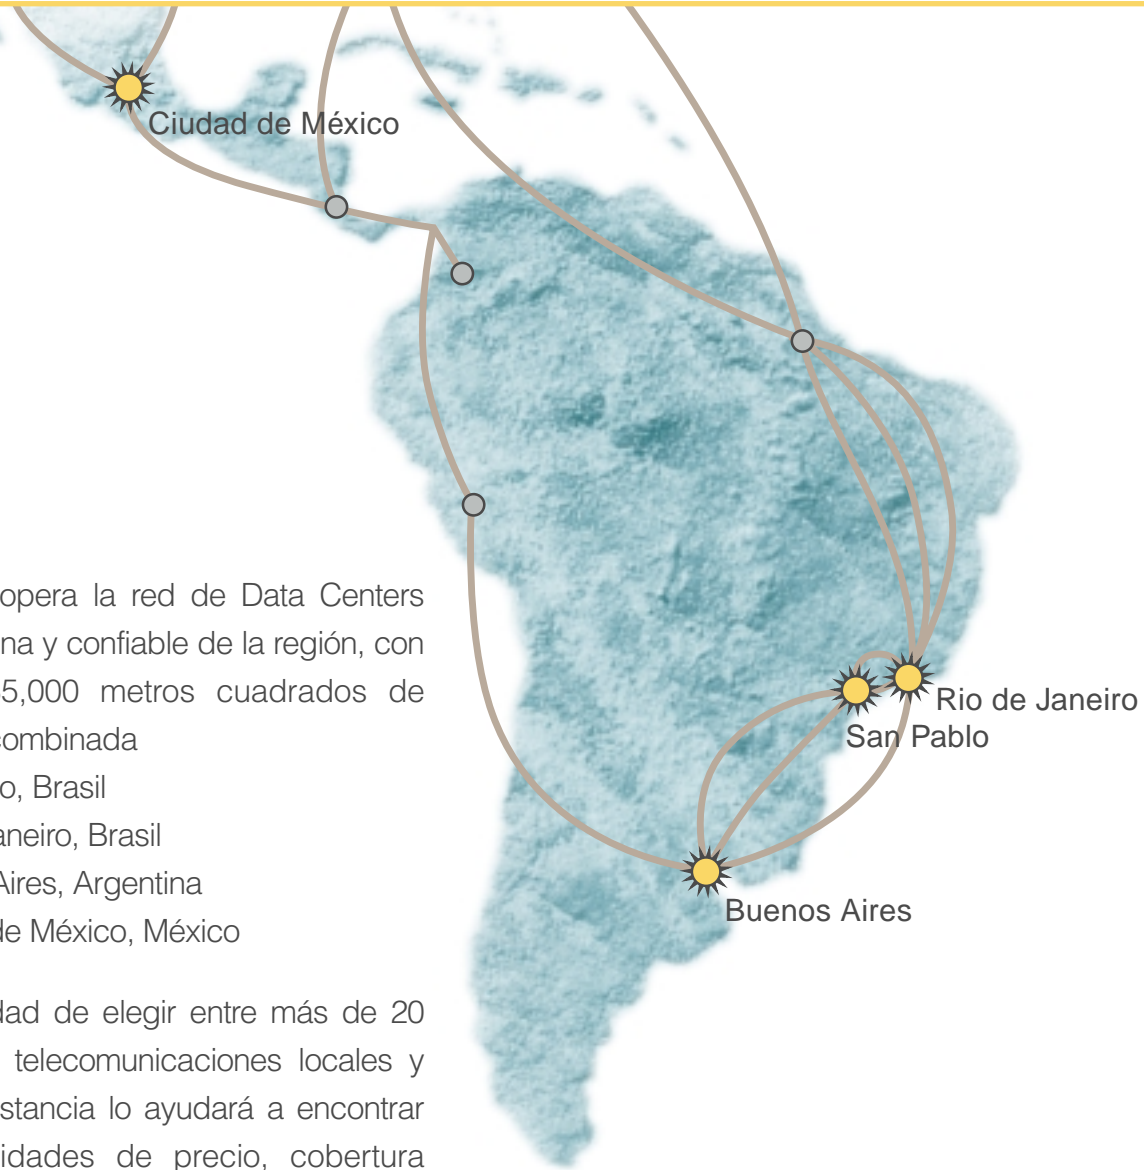 Ciudad de México
opera la red de Data Centers
na y confiable de la región, con
5,000 metros cuadrados de
combinada
o, Brasil
aneiro, Brasil
Aires, Argentina
de México, México
Rio de Janeiro
San Pablo
Buenos Aires
dad de elegir entre más de 20
telecomunicaciones locales y
stancia lo ayudará a encontrar
idades de precio, cobertura